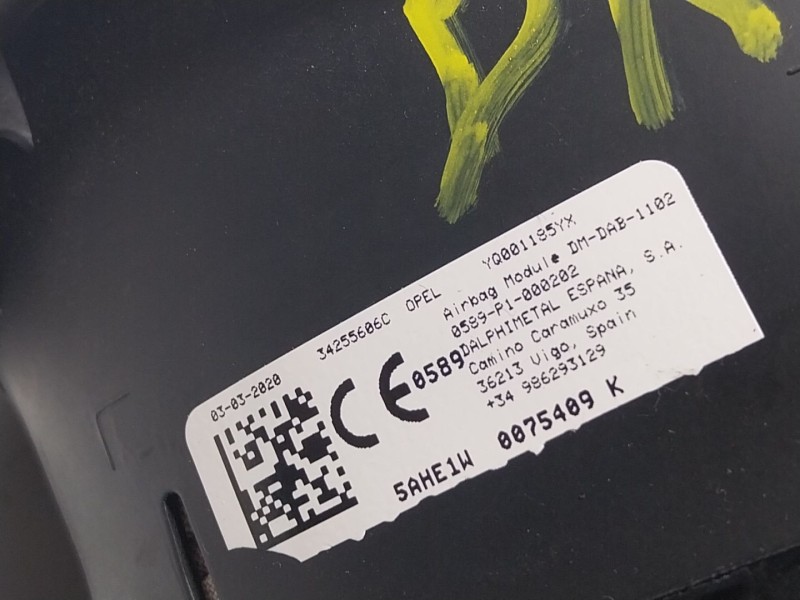 YQ001185YX
34255606C OPEL
Airbag Module DM-DAB-1102
0589-P1-000202
DALPHIMETAL ESPANA, S.A.
Camino Caramuxo 35
36213 Vigo, Spain
+34 986293129
03-03-2020
CE 0589
5AHE1W 0075409 K